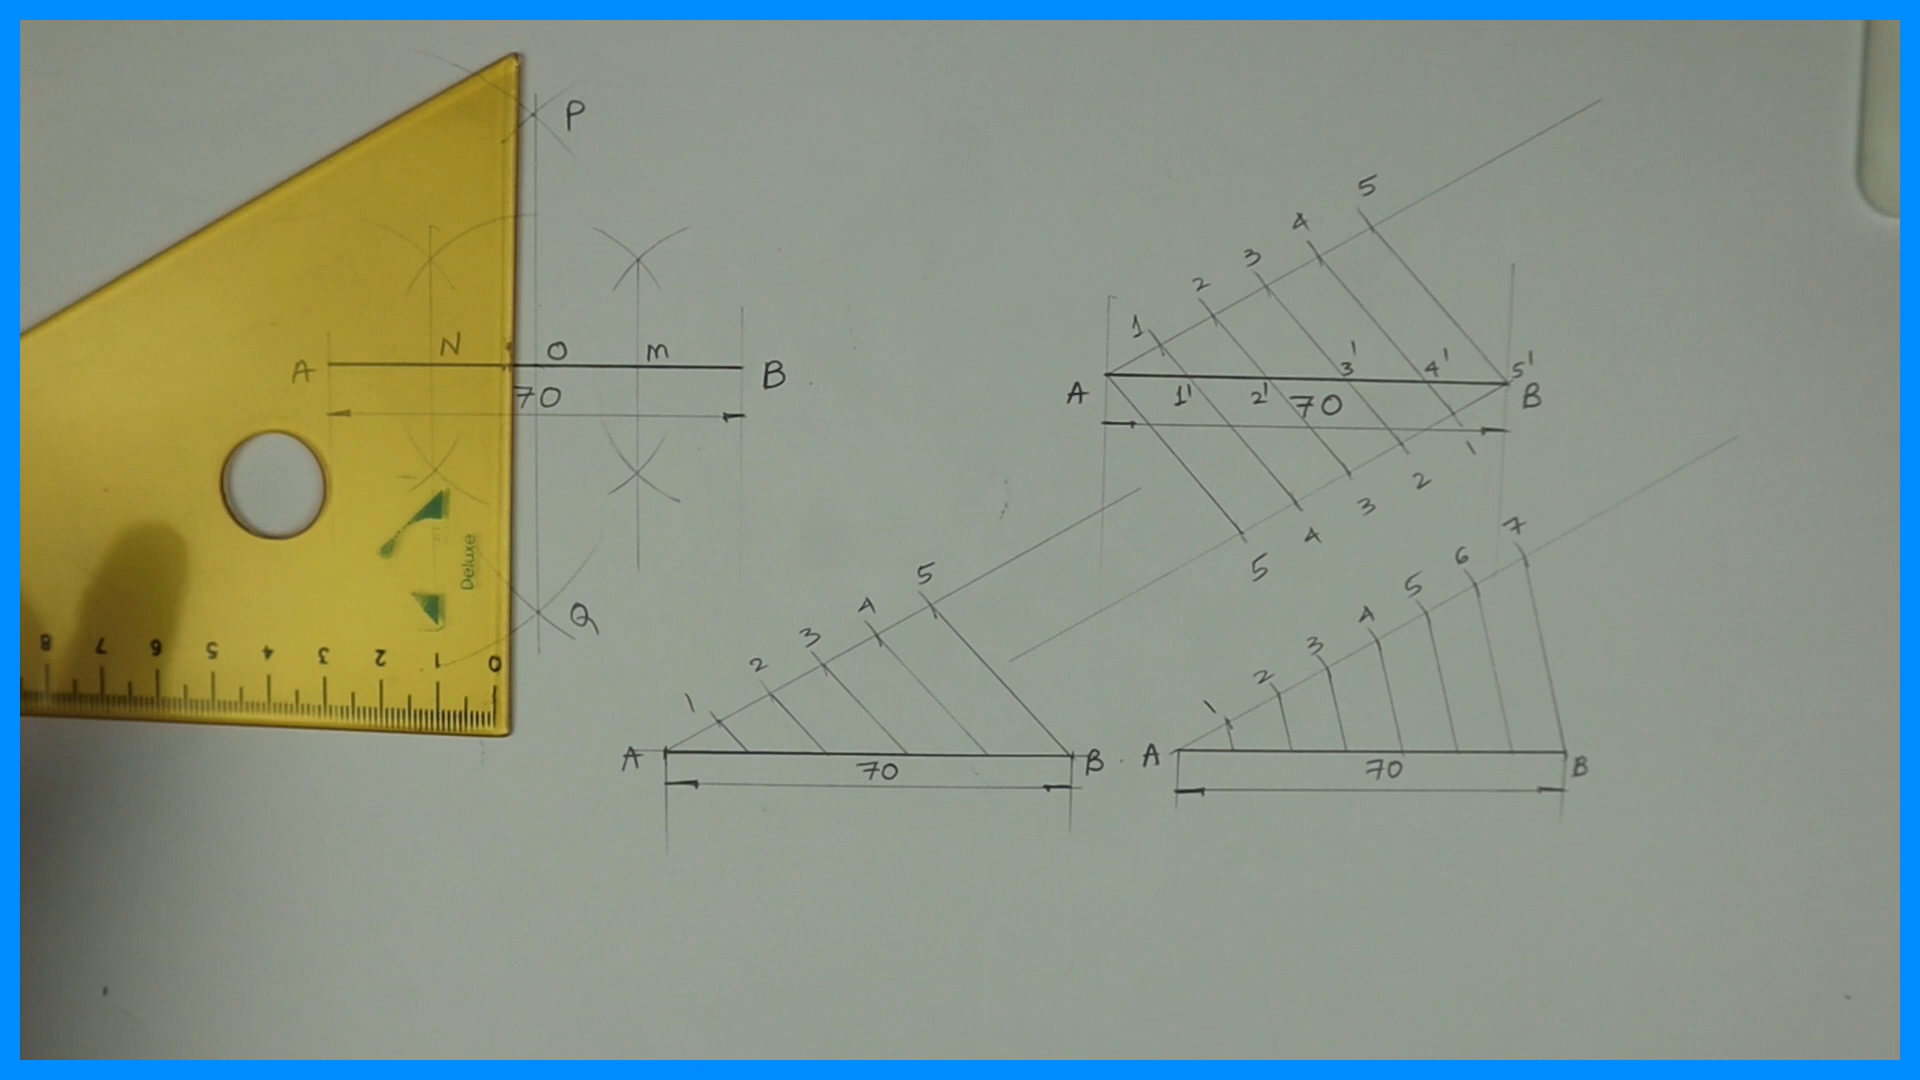 P
A N O M B
70
Q
Deluxe
8 7 6 5 4 3 2 1 0
1 2 3 4 5
A 1' 2' 3' 4' 5' B
70
5 4 3 2 1
1 2 3 4 5
A B
70
1 2 3 4 5 6 7
A B
70